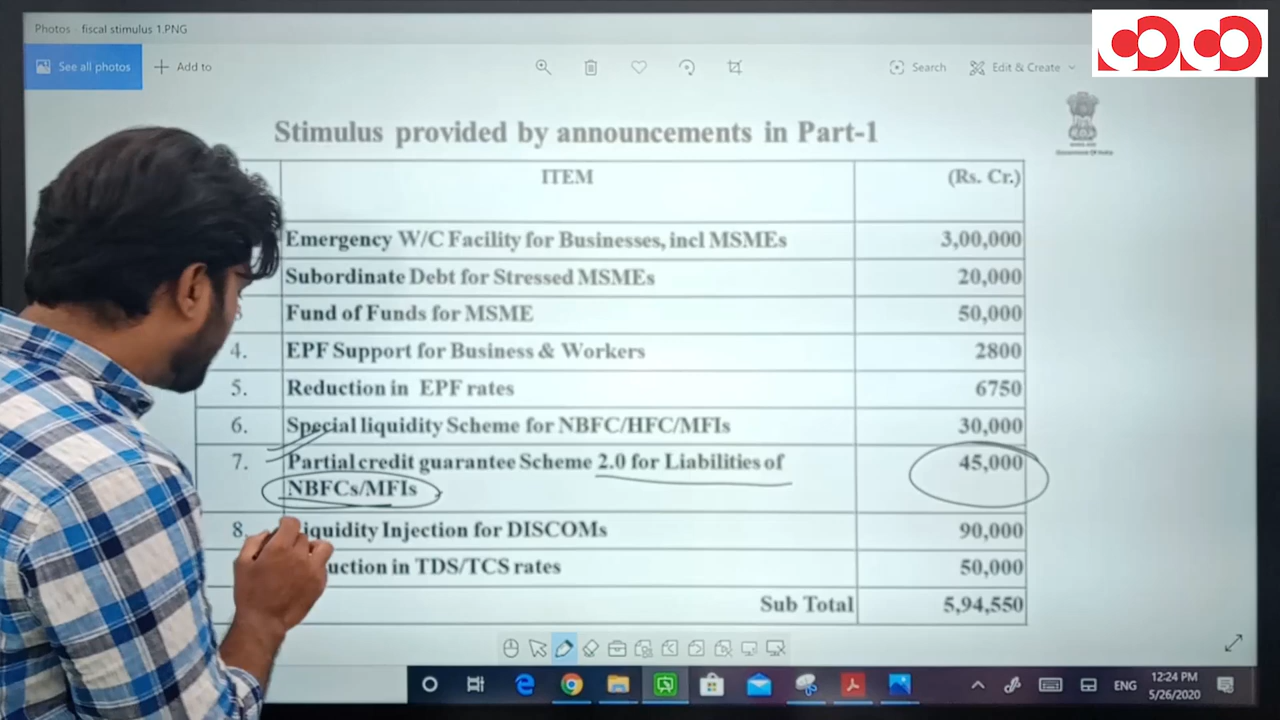 Photos - fiscal stimulus 1.PNG
See all photos
Add to
Search
Edit & Create
Government Of India
Stimulus provided by announcements in Part-1
ITEM (Rs. Cr.)
Emergency W/C Facility for Businesses, incl MSMEs 3,00,000
Subordinate Debt for Stressed MSMEs 20,000
Fund of Funds for MSME 50,000
4. EPF Support for Business & Workers 2800
5. Reduction in EPF rates 6750
6. Special liquidity Scheme for NBFC/HFC/MFIs 30,000
7. Partial credit guarantee Scheme 2.0 for Liabilities of 45,000
NBFCs/MFIs
8. Liquidity Injection for DISCOMs 90,000
in TDS/TCS rates 50,000
Sub Total 5,94,550
ENG
12:24 PM
5/26/2020